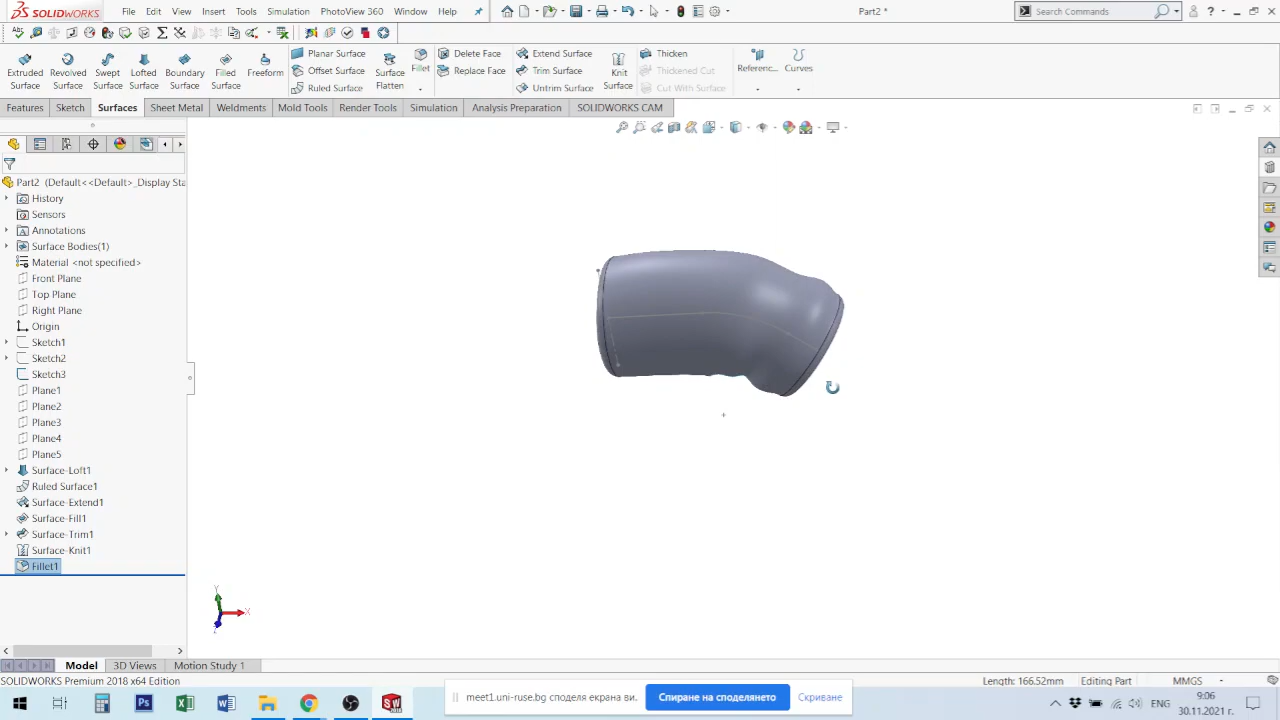 SOLIDWORKS File Edit View Insert Tools Simulation PhotoView 360 Window Help Part2 * Search Commands ?
Extruded Surface
Revolved Surface
Swept Surface
Lofted Surface
Boundary Surface
Filled Surface
Freeform
Planar Surface
Offset Surface
Ruled Surface
Surface Flatten
Fillet
Delete Face
Replace Face
Extend Surface
Trim Surface
Untrim Surface
Knit Surface
Thicken
Thickened Cut
Cut With Surface
Referenc...
Curves
Features Sketch Surfaces Sheet Metal Weldments Mold Tools Render Tools Simulation Analysis Preparation SOLIDWORKS CAM
Part2 (Default<<Default>_Display Sta
History
Sensors
Annotations
Surface Bodies(1)
Material <not specified>
Front Plane
Top Plane
Right Plane
Origin
Sketch1
Sketch2
Sketch3
Plane1
Plane2
Plane3
Plane4
Plane5
Surface-Loft1
Ruled Surface1
Surface-Extend1
Surface-Fill1
Surface-Trim1
Surface-Knit1
Fillet1
Y
X
Z
Model 3D Views Motion Study 1
SOLIDWORKS Premium 2018 x64 Edition Length: 166.52mm Editing Part MMGS
meet1.uni-ruse.bg споделя екрана ви. Спиране на споделянето Скриване
ENG 9:06
30.11.2021 г.